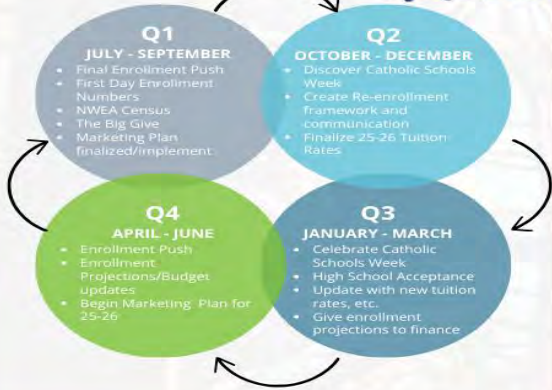 Q1
JULY - SEPTEMBER
• Final Enrollment Push
• First Day Enrollment
Numbers
• NWEA Census
• The Big Give
• Marketing Plan
finalized/implement
Q2
OCTOBER - DECEMBER
• Discover Catholic Schools
Week
• Create Re-enrollment
framework and
communication
• Finalize 25-26 Tuition
Rates
Q4
APRIL - JUNE
• Enrollment Push
• Enrollment
Projections/Budget
updates
• Begin Marketing Plan for
25-26
Q3
JANUARY - MARCH
• Celebrate Catholic
Schools Week
• High School Acceptance
• Update with new tuition
rates, etc.
• Give enrollment
projections to finance